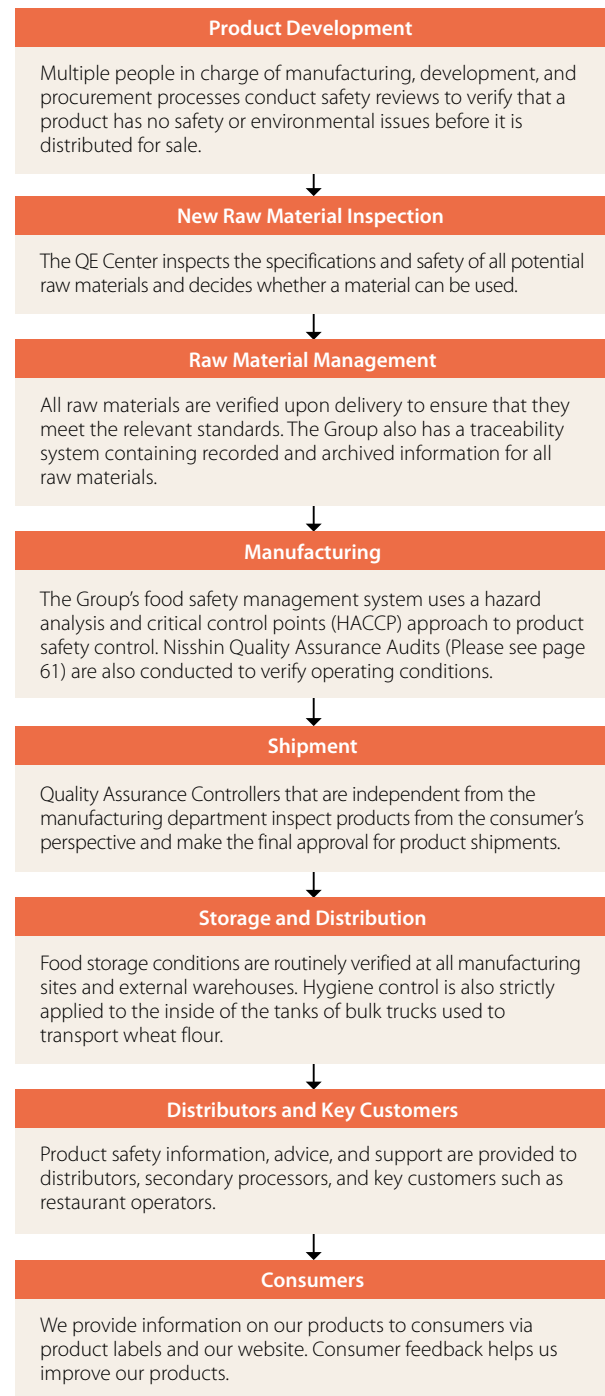 Product Development
Multiple people in charge of manufacturing, development, and
procurement processes conduct safety reviews to verify that a
product has no safety or environmental issues before it is
distributed for sale.
New Raw Material Inspection
The QE Center inspects the specifications and safety of all potential
raw materials and decides whether a material can be used.
Raw Material Management
All raw materials are verified upon delivery to ensure that they
meet the relevant standards. The Group also has a traceability
system containing recorded and archived information for all
raw materials.
Manufacturing
The Group's food safety management system uses a hazard
analysis and critical control points (HACCP) approach to product
safety control. Nisshin Quality Assurance Audits (Please see page
61) are also conducted to verify operating conditions.
Shipment
Quality Assurance Controllers that are independent from the
manufacturing department inspect products from the consumer's
perspective and make the final approval for product shipments.
Storage and Distribution
Food storage conditions are routinely verified at all manufacturing
sites and external warehouses. Hygiene control is also strictly
applied to the inside of the tanks of bulk trucks used to
transport wheat flour.
Distributors and Key Customers
Product safety information, advice, and support are provided to
distributors, secondary processors, and key customers such as
restaurant operators.
Consumers
We provide information on our products to consumers via
product labels and our website. Consumer feedback helps us
improve our products.